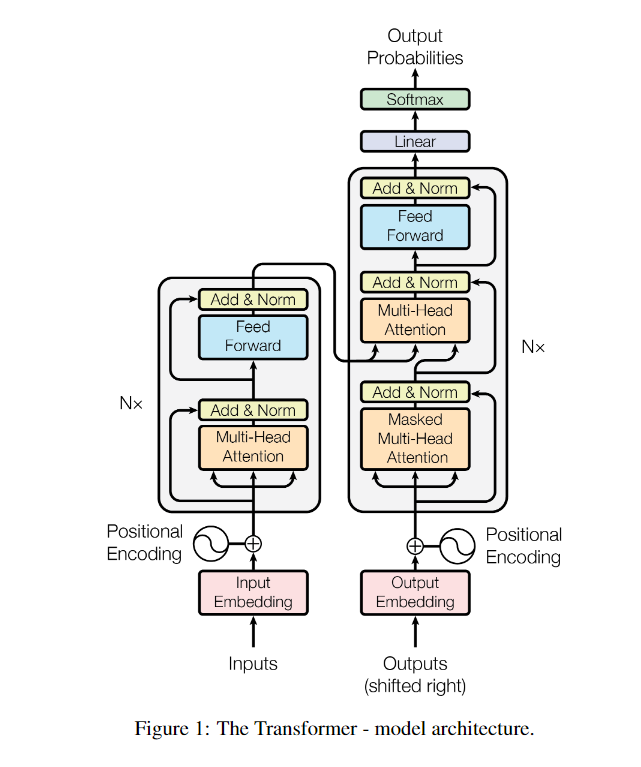 Output
Probabilities
Softmax
Linear
Add & Norm
Feed
Forward
Add & Norm
Multi-Head
Attention
Add & Norm
Masked
Multi-Head
Attention
N×
Positional
Encoding
Output
Embedding
Outputs
(shifted right)
Add & Norm
Feed
Forward
Add & Norm
Multi-Head
Attention
N×
Positional
Encoding
Input
Embedding
Inputs
Figure 1: The Transformer - model architecture.